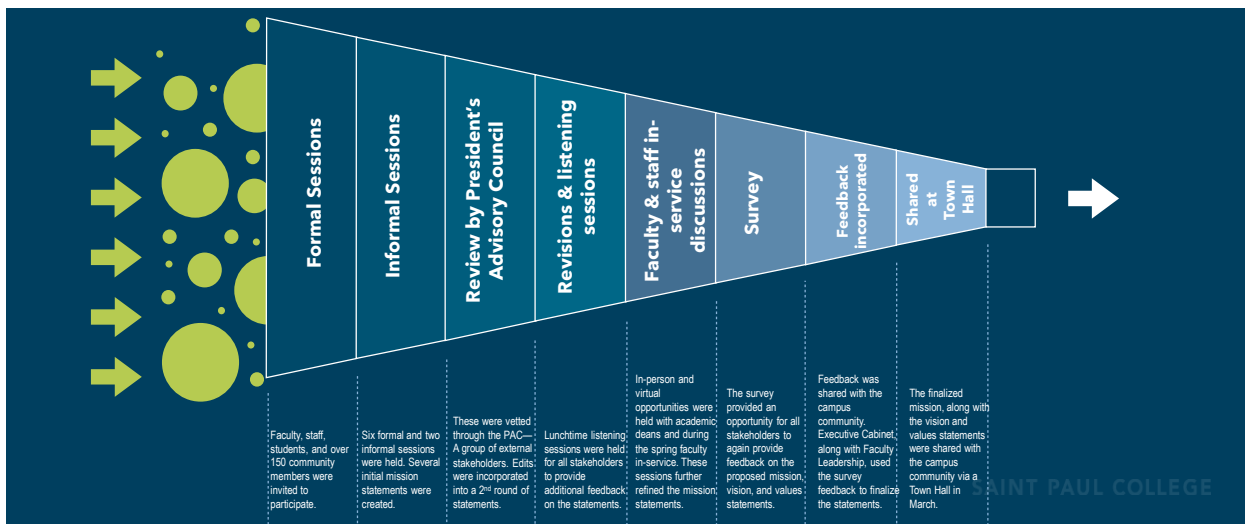 Formal Sessions
Informal Sessions
Review by President's
Advisory Council
Revisions & listening
sessions
Faculty & staff in-
service
discussions
Survey
Feedback
incorporated
Shared
at
Town
Hall
Faculty, staff,
students, and over
150 community
members were
invited to
participate.
Six formal and two
informal sessions
were held. Several
initial mission
statements were
created.
These were vetted
through the PAC—
A group of external
stakeholders. Edits
were incorporated
into a 2nd round of
statements.
Lunchtime listening
sessions were held
for all stakeholders
to provide
additional feedback
on the statements.
In-person and
virtual
opportunities were
held with academic
deans and during
the spring faculty
in-service. These
sessions further
refined the mission
statements.
The survey
provided an
opportunity for all
stakeholders to
again provide
feedback on the
proposed mission,
vision, and values
statements.
Feedback was
shared with the
campus
community.
Executive Cabinet,
along with Faculty
Leadership, used
the survey
feedback to finalize
the statements.
The finalized
mission, along with
the vision and
values statements
were shared with
the campus
community via a
Town Hall in
March.
SAINT PAUL COLLEGE